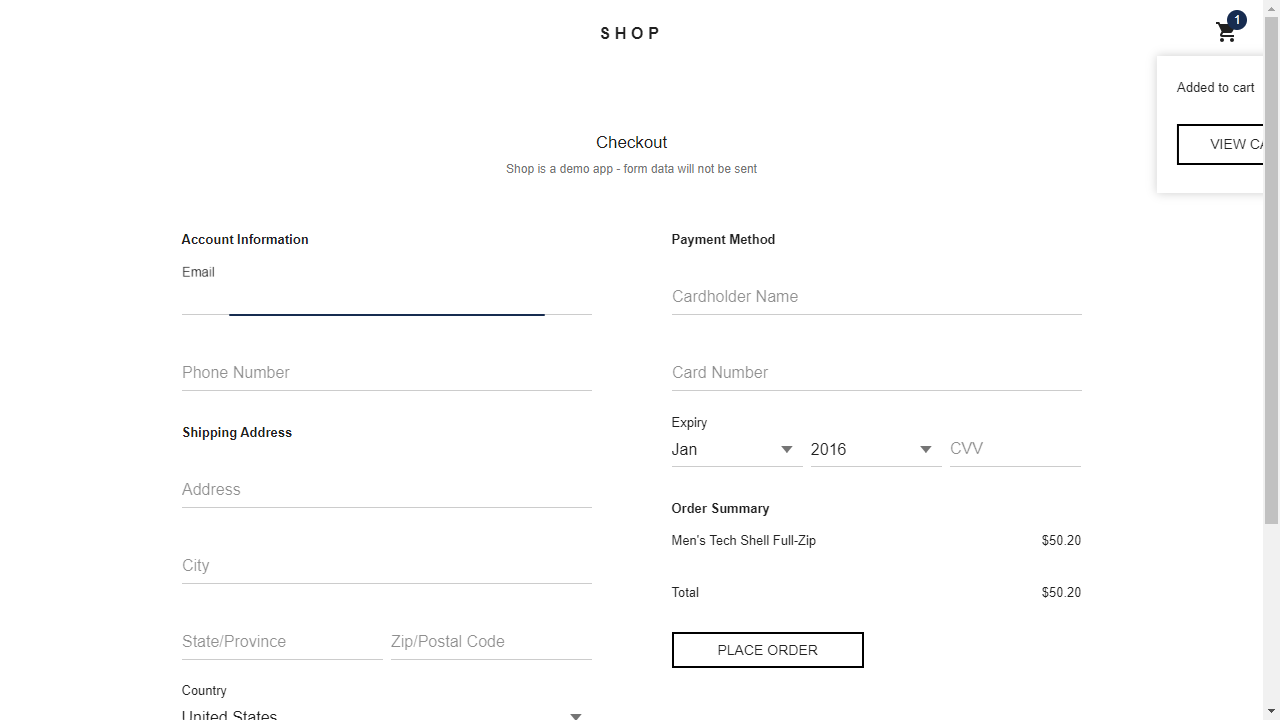 SHOP
1
Added to cart
VIEW CA
Checkout
Shop is a demo app - form data will not be sent
Account Information
Email
Phone Number
Shipping Address
Address
City
State/Province Zip/Postal Code
Country
United States
Payment Method
Cardholder Name
Card Number
Expiry
Jan 2016 CVV
Order Summary
Men's Tech Shell Full-Zip $50.20
Total $50.20
PLACE ORDER